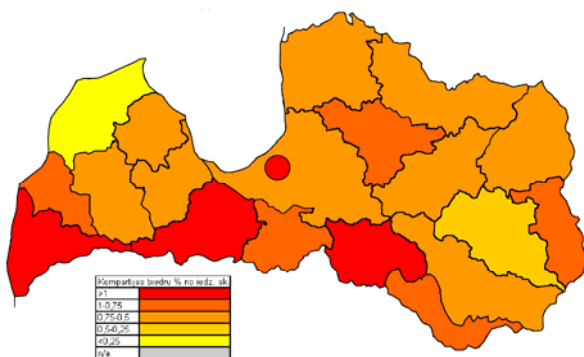 Kompartijas biedru % no iedz. sk.
>1
1-0,75
0,75-0,5
0,5-0,25
<0,25
n/a